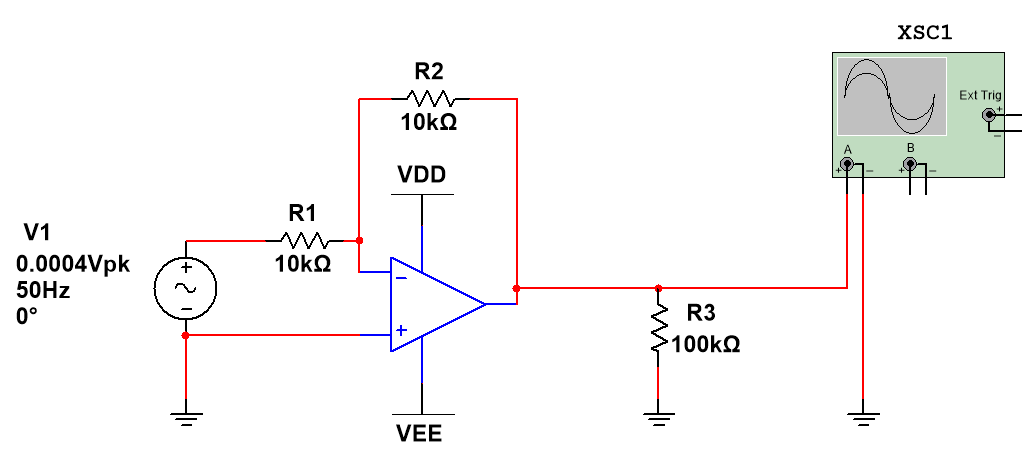 XSC1
R2
10kΩ
Ext Trig
+
−
A
B
+ − + −
VDD
R1
10kΩ
V1
0.0004Vpk
50Hz
0°
+
−
−
+
R3
100kΩ
VEE